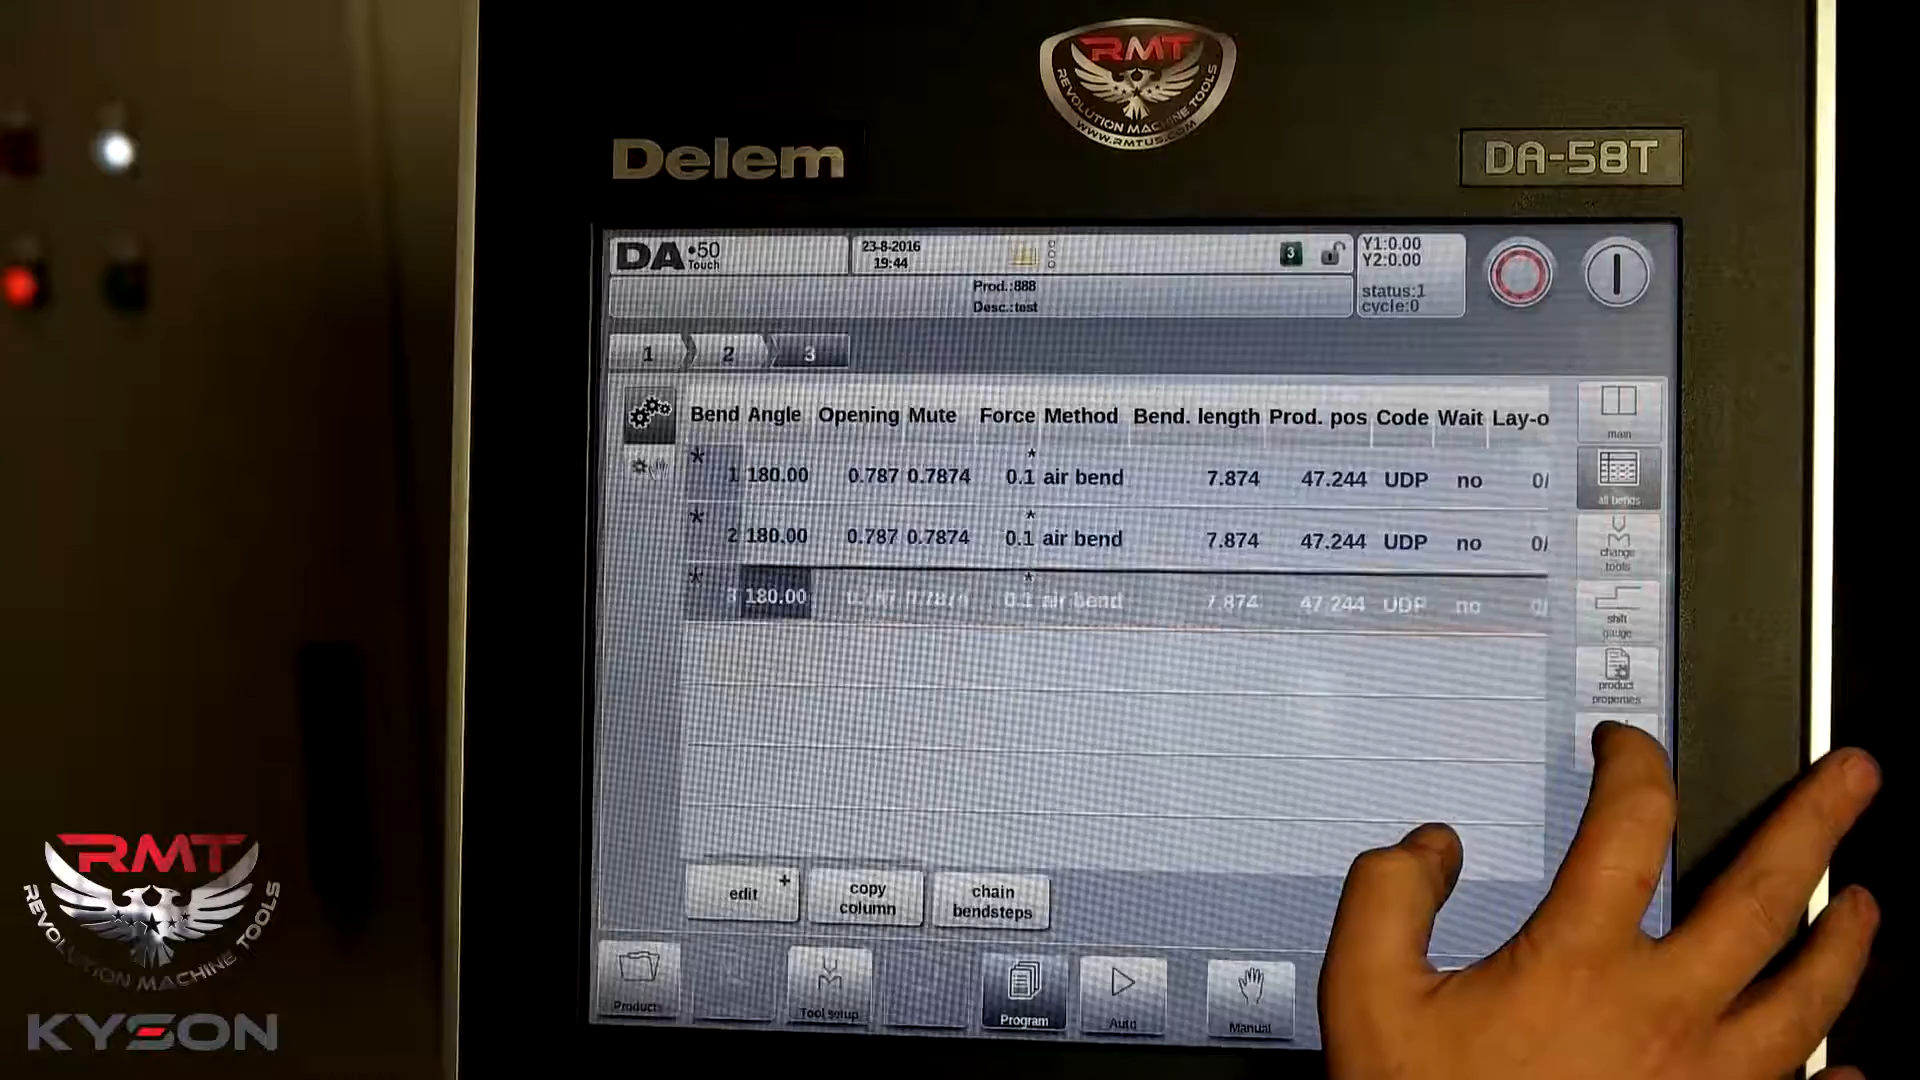 RMT
REVOLUTION MACHINE TOOLS
WWW.RMTUS.COM
Delem
DA-58T
DA•50
Touch
23-8-2016
19:44
3
Y1:0.00
Y2:0.00
status:1
cycle:0
Prod.:888
Desc.:test
1 2 3
Bend Angle Opening Mute Force Method Bend. length Prod. pos Code Wait Lay-o
* 1 180.00 0.787 0.7874 * 0.1 air bend 7.874 47.244 UDP no 0/
* 2 180.00 0.787 0.7874 * 0.1 air bend 7.874 47.244 UDP no 0/
* 3 180.00 0.787 0.7874 * 0.1 air bend 7.874 47.244 UDP no 0/
main
all bends
change
tools
shift
gauge
product
properties
edit +
copy
column
chain
bendsteps
Products
Tool setup
Program
Auto
Manual
RMT
REVOLUTION MACHINE TOOLS
KYSON